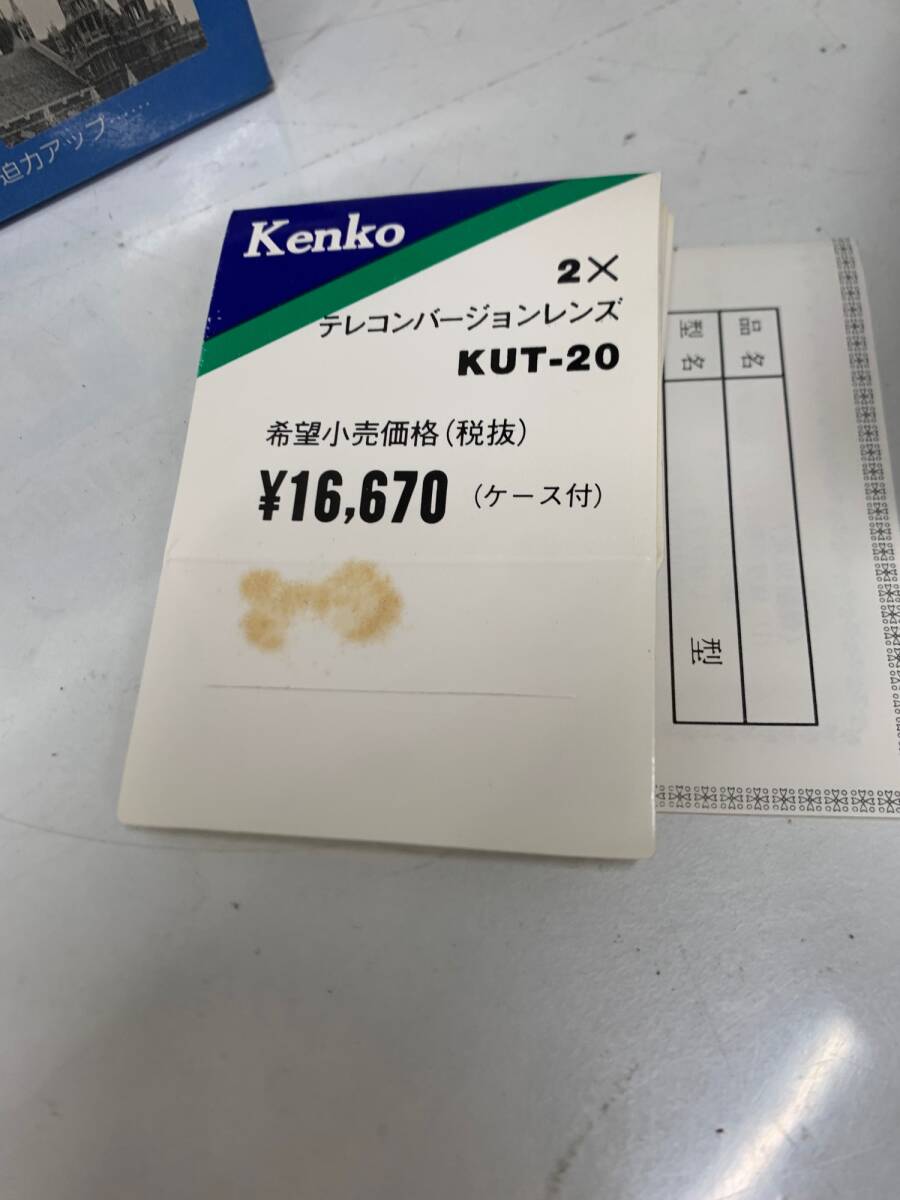 迫力アップ……
Kenko
2×
テレコンバージョンレンズ
KUT-20
希望小売価格(税抜)
¥16,670 (ケース付)
品名
型名
型